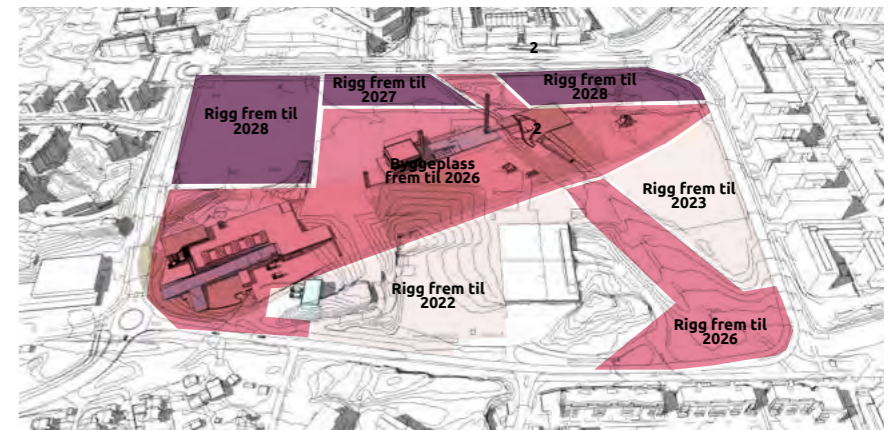 2
Rigg frem til
2027
Rigg frem til
2028
Rigg frem til
2028
2
Byggeplass
frem til 2026
Rigg frem til
2023
Rigg frem til
2022
Rigg frem til
2026